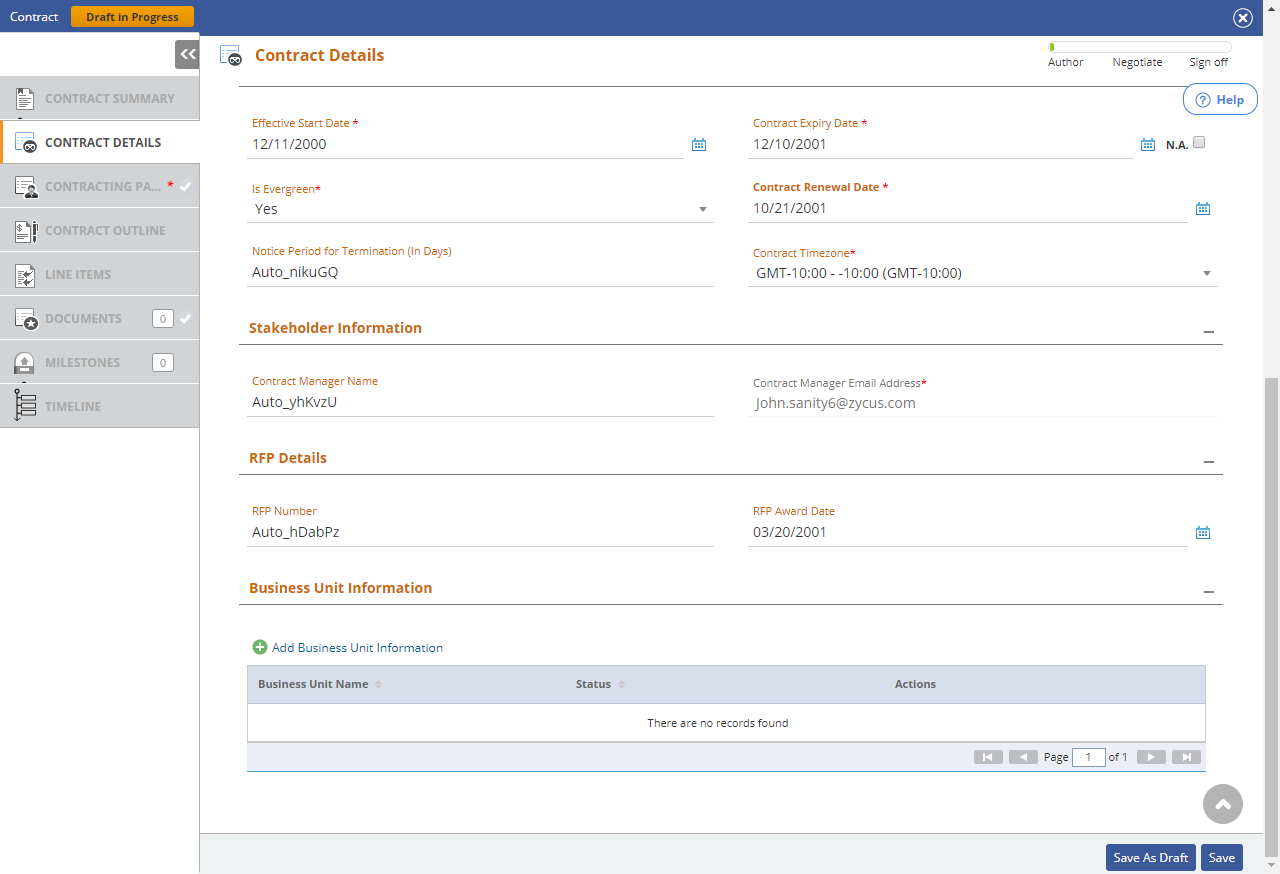 Contract
Draft in Progress
Contract Details
Author
Negotiate
Sign off
Help
CONTRACT SUMMARY
CONTRACT DETAILS
CONTRACTING PA... *
CONTRACT OUTLINE
LINE ITEMS
DOCUMENTS 0
MILESTONES 0
TIMELINE
Effective Start Date *
12/11/2000
Contract Expiry Date *
12/10/2001
N.A.
Is Evergreen*
Yes
Contract Renewal Date *
10/21/2001
Notice Period for Termination (In Days)
Auto_nikuGQ
Contract Timezone*
GMT-10:00 - -10:00 (GMT-10:00)
Stakeholder Information
Contract Manager Name
Auto_yhKvzU
Contract Manager Email Address*
John.sanity6@zycus.com
RFP Details
RFP Number
Auto_hDabPz
RFP Award Date
03/20/2001
Business Unit Information
Add Business Unit Information
Business Unit Name
Status
Actions
There are no records found
Page 1 of 1
Save As Draft
Save